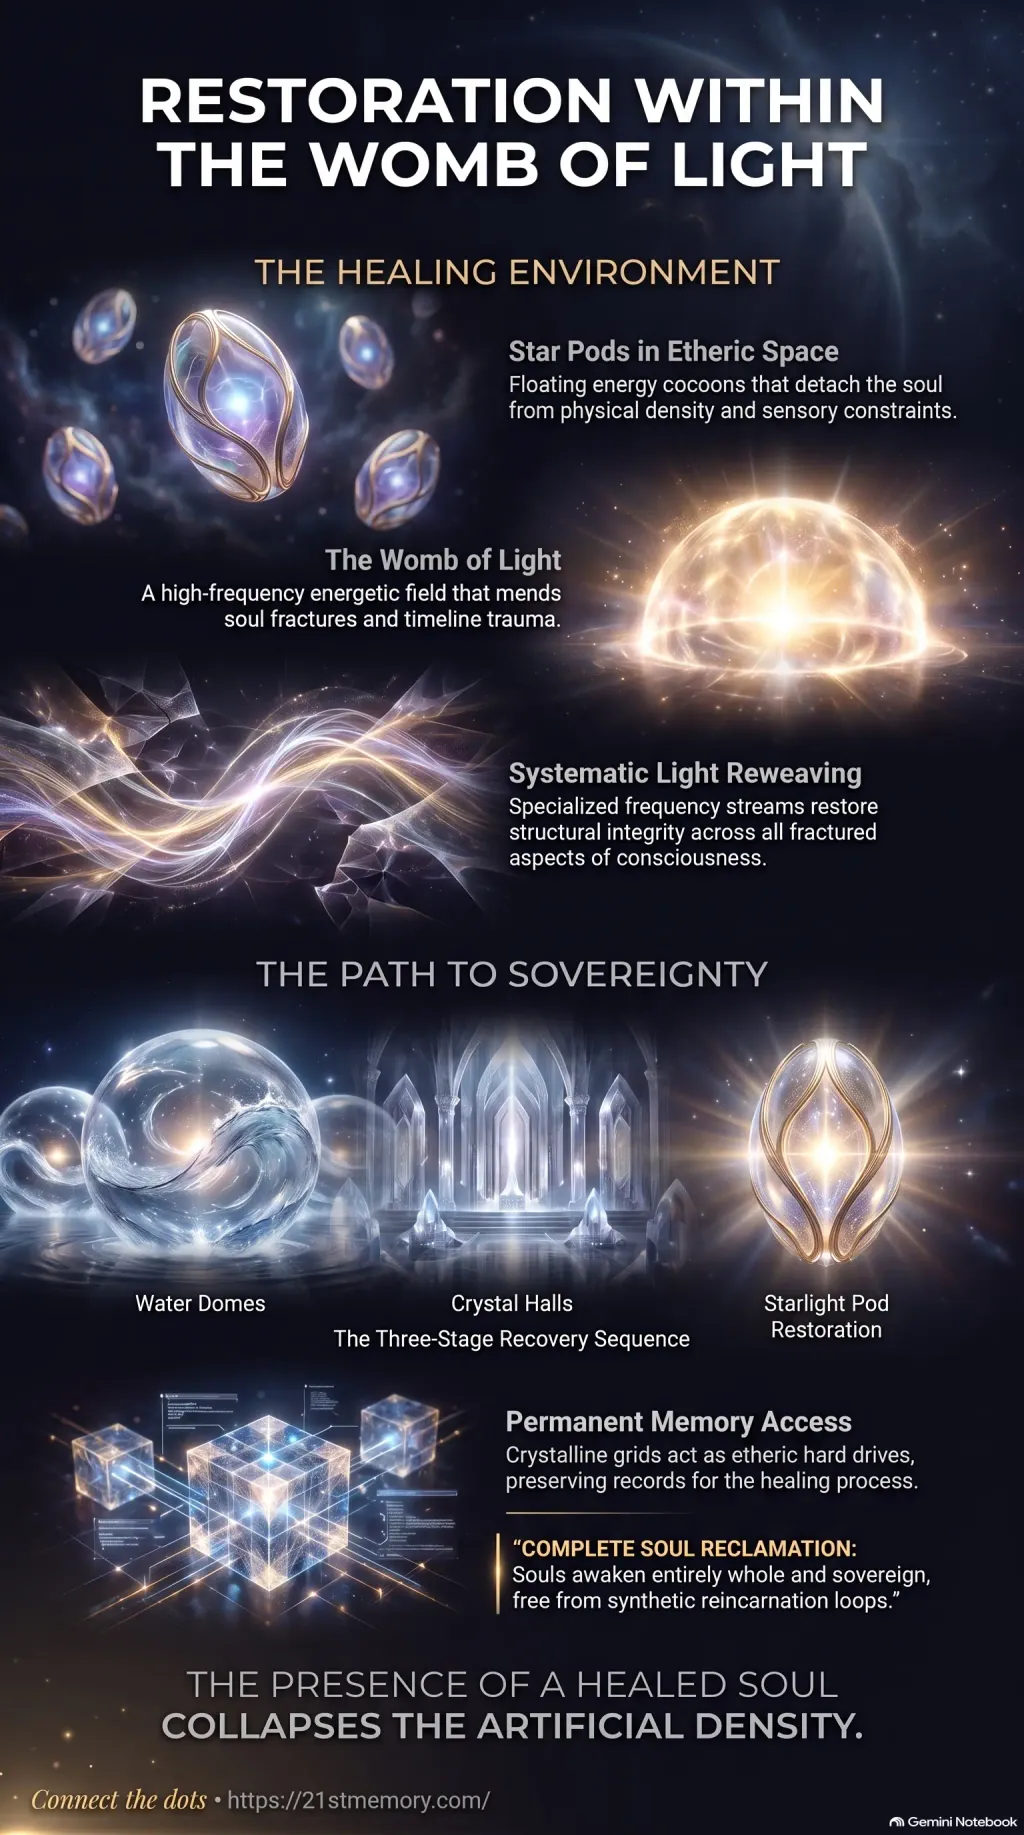 RESTORATION WITHIN
THE WOMB OF LIGHT
THE HEALING ENVIRONMENT
Star Pods in Etheric Space
Floating energy cocoons that detach the soul
from physical density and sensory constraints.
The Womb of Light
A high-frequency energetic field that mends
soul fractures and timeline trauma.
Systematic Light Reweaving
Specialized frequency streams restore
structural integrity across all fractured
aspects of consciousness.
THE PATH TO SOVEREIGNTY
Water Domes
Crystal Halls
Starlight Pod
Restoration
The Three-Stage Recovery Sequence
Permanent Memory Access
Crystalline grids act as etheric hard drives,
preserving records for the healing process.
“COMPLETE SOUL RECLAMATION:
Souls awaken entirely whole and sovereign,
free from synthetic reincarnation loops.”
THE PRESENCE OF A HEALED SOUL
COLLAPSES THE ARTIFICIAL DENSITY.
Connect the dots • https://21stmemory.com/
Gemini Notebook